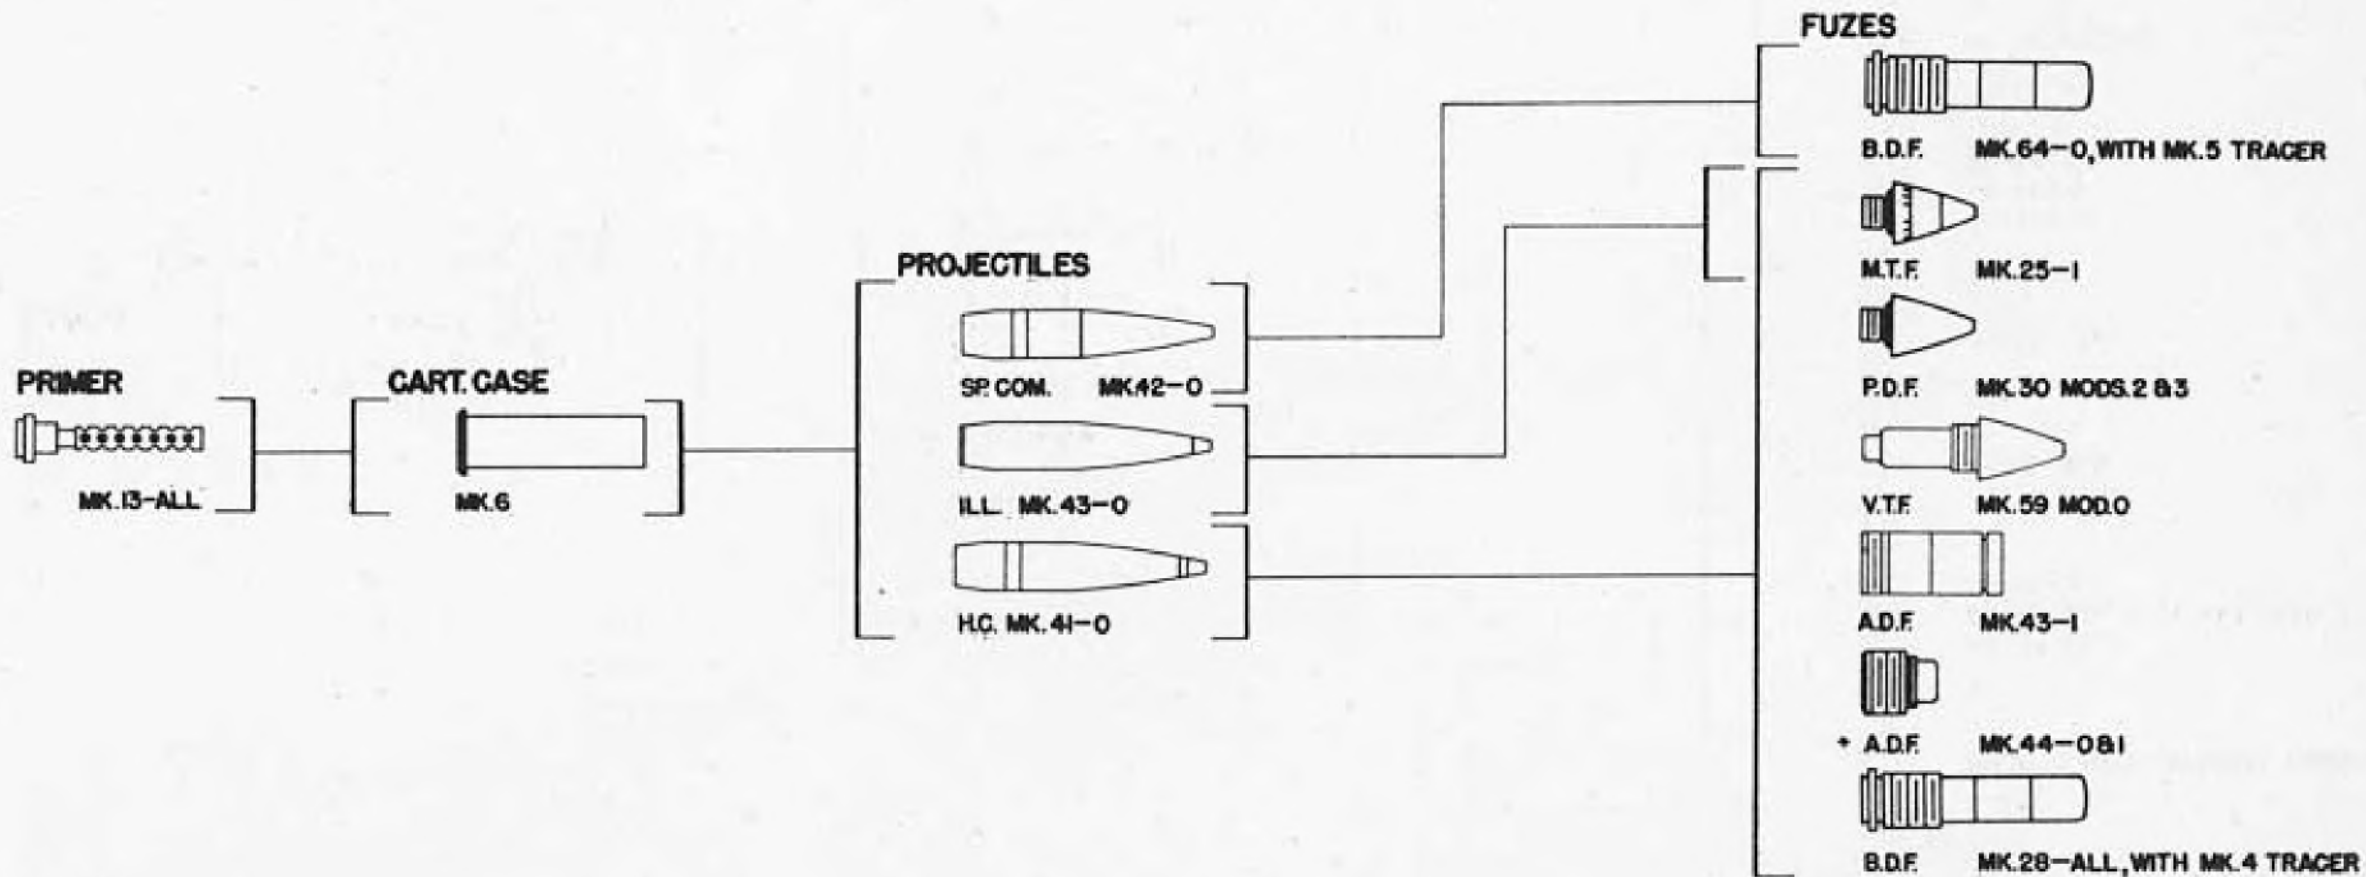 FUZES
B.D.F. MK.64-0, WITH MK.5 TRACER
M.T.F. MK.25-1
P.D.F. MK.30 MODS.2 &3
V.T.F. MK.59 MOD.0
A.D.F. MK.43-1
+ A.D.F. MK.44-0&1
B.D.F. MK.28-ALL, WITH MK.4 TRACER
PROJECTILES
SP. COM. MK.42-0
ILL. MK.43-0
H.C. MK.41-0
PRIMER
MK.13-ALL
CART. CASE
MK.6